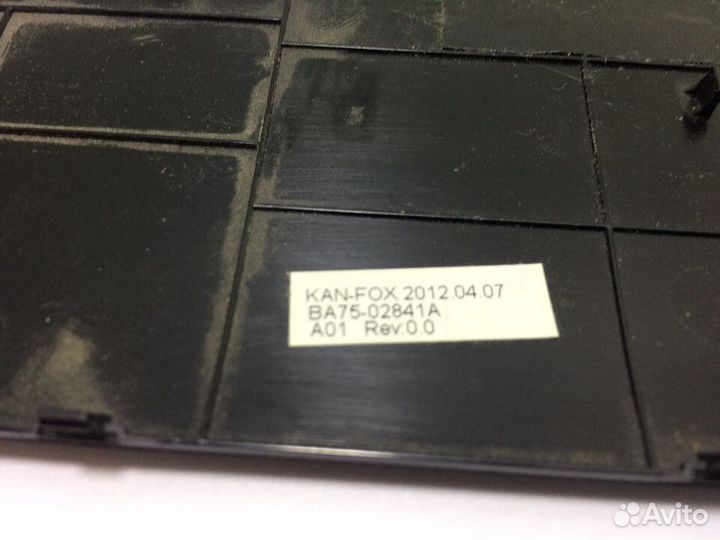 KAN-FOX 2012.04.07
BA75-02841A
A01 Rev:0.0
Avito